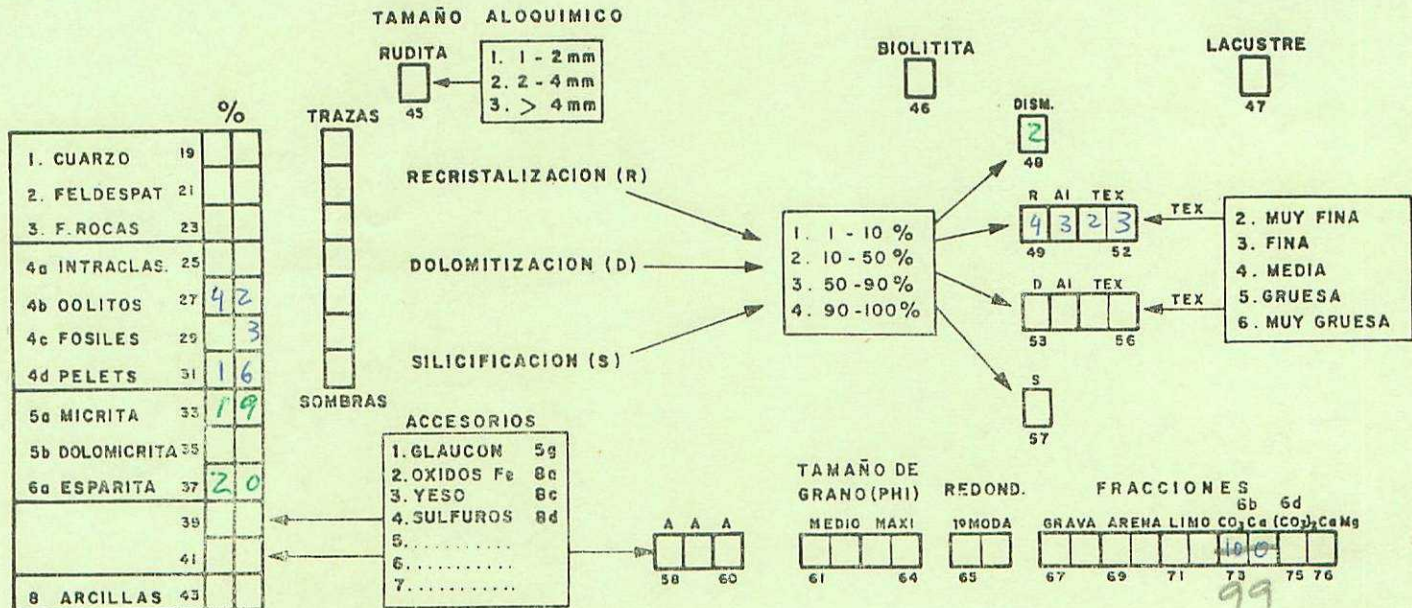 TAMAÑO ALOQUIMICO
RUDITA
45
1. 1 - 2 mm
2. 2 - 4 mm
3. > 4 mm
BIOLITITA
46
LACUSTRE
47
%
1. CUARZO 19
2. FELDESPAT 21
3. F. ROCAS 23
4a INTRACLAS. 25
4b OOLITOS 27 4 2
4c FOSILES 29 3
4d PELETS 31 1 6
5a MICRITA 33 1 9
5b DOLOMICRITA 35
6a ESPARITA 37 2 0
39
41
8 ARCILLAS 43
TRAZAS
SOMBRAS
RECRISTALIZACION (R)
DOLOMITIZACION (D)
SILICIFICACION (S)
1. 1 - 10 %
2. 10 - 50 %
3. 50 - 90 %
4. 90 - 100 %
DISM.
2
48
R AI TEX
4 3 2 3
49 52
TEX
D AI TEX
53 56
TEX
S
57
2. MUY FINA
3. FINA
4. MEDIA
5. GRUESA
6. MUY GRUESA
ACCESORIOS
1. GLAUCON 5g
2. OXIDOS Fe 8a
3. YESO 8c
4. SULFUROS 8d
5. . . . . . . . . .
6. . . . . . . . . .
7. . . . . . . . . .
A A A
58 60
TAMAÑO DE
GRANO (PHI)
MEDIO MAXI
61 64
REDOND.
1º MODA
65
FRACCIONES
6b 6d
GRAVA ARENA LIMO CO3Ca (CO3)2CaMg
10 0
67 69 71 73 75 76
99